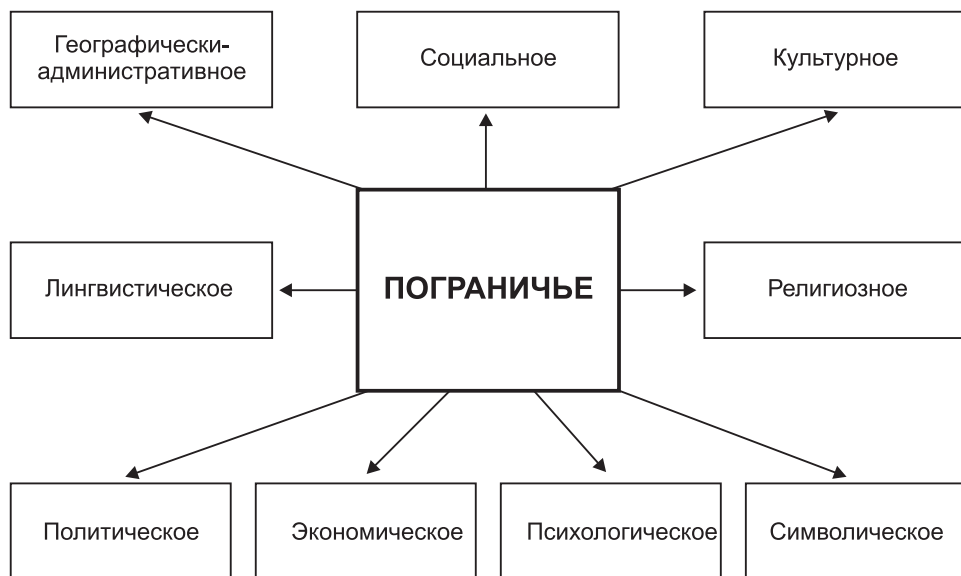 Географически-
административное
Социальное
Культурное
Лингвистическое
ПОГРАНИЧЬЕ
Религиозное
Политическое
Экономическое
Психологическое
Символическое